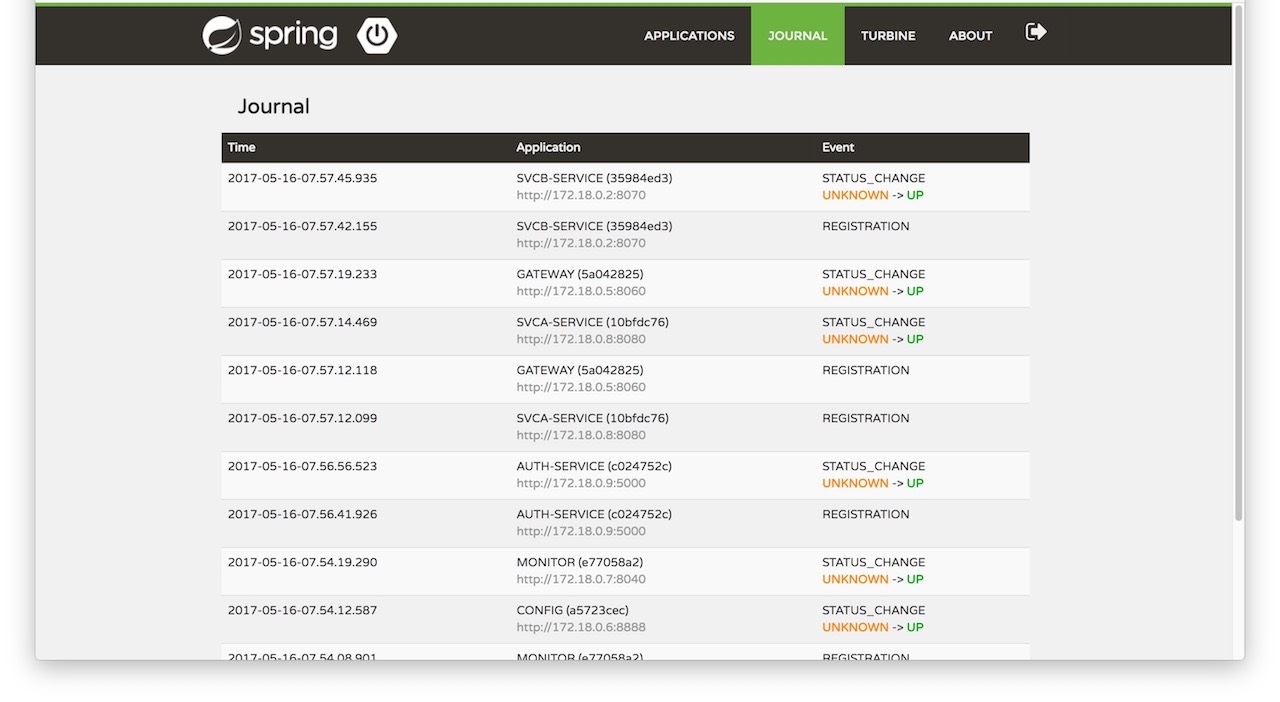 spring
APPLICATIONS JOURNAL TURBINE ABOUT
Journal
Time Application Event
2017-05-16-07.57.45.935 SVCB-SERVICE (35984ed3) STATUS_CHANGE
http://172.18.0.2:8070 UNKNOWN -> UP
2017-05-16-07.57.42.155 SVCB-SERVICE (35984ed3) REGISTRATION
http://172.18.0.2:8070
2017-05-16-07.57.19.233 GATEWAY (5a042825) STATUS_CHANGE
http://172.18.0.5:8060 UNKNOWN -> UP
2017-05-16-07.57.14.469 SVCA-SERVICE (10bfdc76) STATUS_CHANGE
http://172.18.0.8:8080 UNKNOWN -> UP
2017-05-16-07.57.12.118 GATEWAY (5a042825) REGISTRATION
http://172.18.0.5:8060
2017-05-16-07.57.12.099 SVCA-SERVICE (10bfdc76) REGISTRATION
http://172.18.0.8:8080
2017-05-16-07.56.56.523 AUTH-SERVICE (c024752c) STATUS_CHANGE
http://172.18.0.9:5000 UNKNOWN -> UP
2017-05-16-07.56.41.926 AUTH-SERVICE (c024752c) REGISTRATION
http://172.18.0.9:5000
2017-05-16-07.54.19.290 MONITOR (e77058a2) STATUS_CHANGE
http://172.18.0.7:8040 UNKNOWN -> UP
2017-05-16-07.54.12.587 CONFIG (a5723cec) STATUS_CHANGE
http://172.18.0.6:8888 UNKNOWN -> UP
2017-05-16-07.54.08.901 MONITOR (e77058a2) REGISTRATION